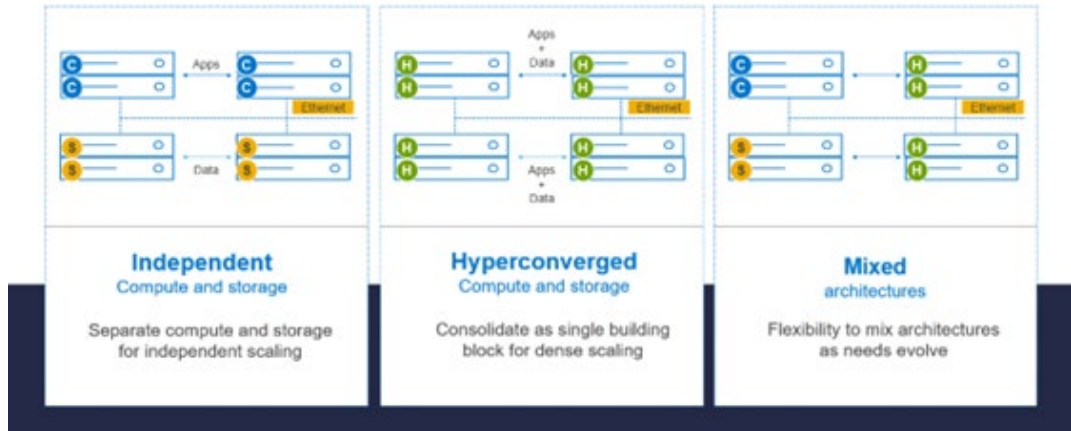 C
C
Apps
C
C
Ethernet
S
S
Data
S
S
Independent
Compute and storage
Separate compute and storage
for independent scaling
H
H
Apps
+
Data
H
H
Ethernet
H
H
Apps
+
Data
H
H
Hyperconverged
Compute and storage
Consolidate as single building
block for dense scaling
C
C
H
H
Ethernet
S
S
H
H
Mixed
architectures
Flexibility to mix architectures
as needs evolve